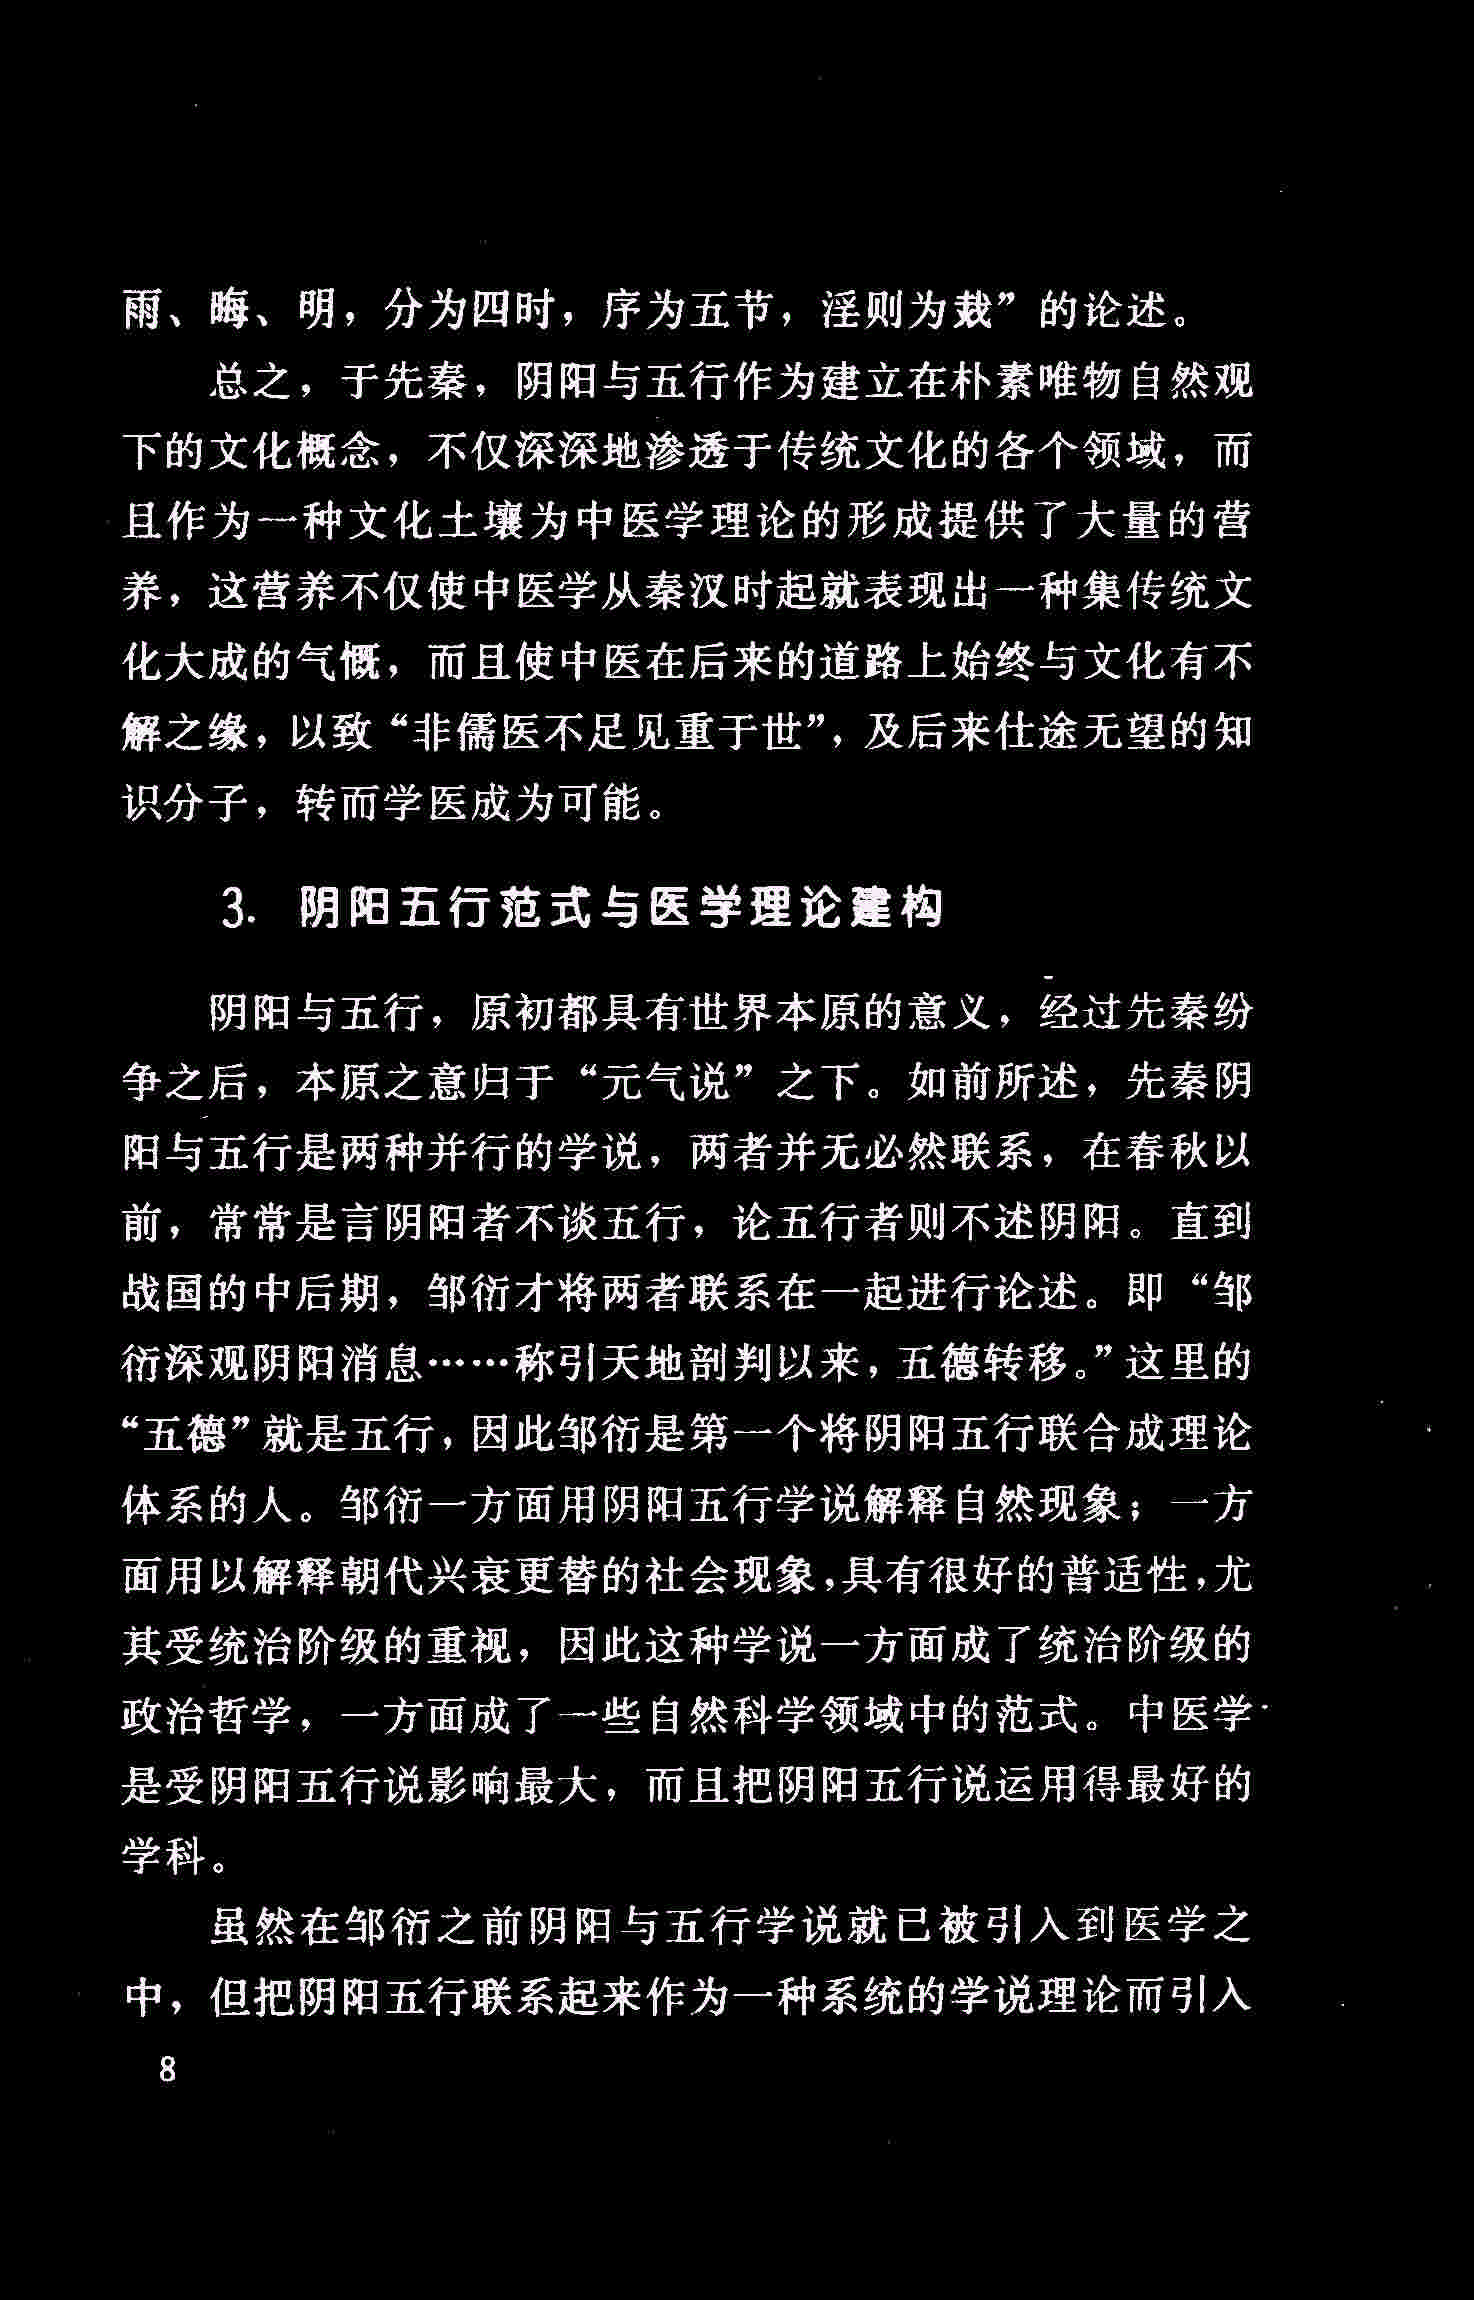 雨、晦、明，分为四时，序为五节，淫则为栽”的论述。
总之，于先秦，阴阳与五行作为建立在朴素唯物自然观
下的文化概念，不仅深深地渗透于传统文化的各个领域，而
且作为一种文化土壤为中医学理论的形成提供了大量的营
养，这营养不仅使中医学从秦汉时起就表现出一种集传统文
化大成的气慨，而且使中医在后来的道路上始终与文化有不
解之缘，以致“非儒医不足见重于世”，及后来仕途无望的知
识分子，转而学医成为可能。
3. 阴阳五行范式与医学理论建构
阴阳与五行，原初都具有世界本原的意义，经过先秦纷
争之后，本原之意归于“元气说”之下。如前所述，先秦阴
阳与五行是两种并行的学说，两者并无必然联系，在春秋以
前，常常是言阴阳者不谈五行，论五行者则不述阴阳。直到
战国的中后期，邹衍才将两者联系在一起进行论述。即“邹
衍深观阴阳消息……称引天地剖判以来，五德转移。”这里的
“五德”就是五行，因此邹衍是第一个将阴阳五行联合成理论
体系的人。邹衍一方面用阴阳五行学说解释自然现象；一方
面用以解释朝代兴衰更替的社会现象，具有很好的普适性，尤
其受统治阶级的重视，因此这种学说一方面成了统治阶级的
政治哲学，一方面成了一些自然科学领域中的范式。中医学
是受阴阳五行说影响最大，而且把阴阳五行说运用得最好的
学科。
虽然在邹衍之前阴阳与五行学说就已被引入到医学之
中，但把阴阳五行联系起来作为一种系统的学说理论而引入
8